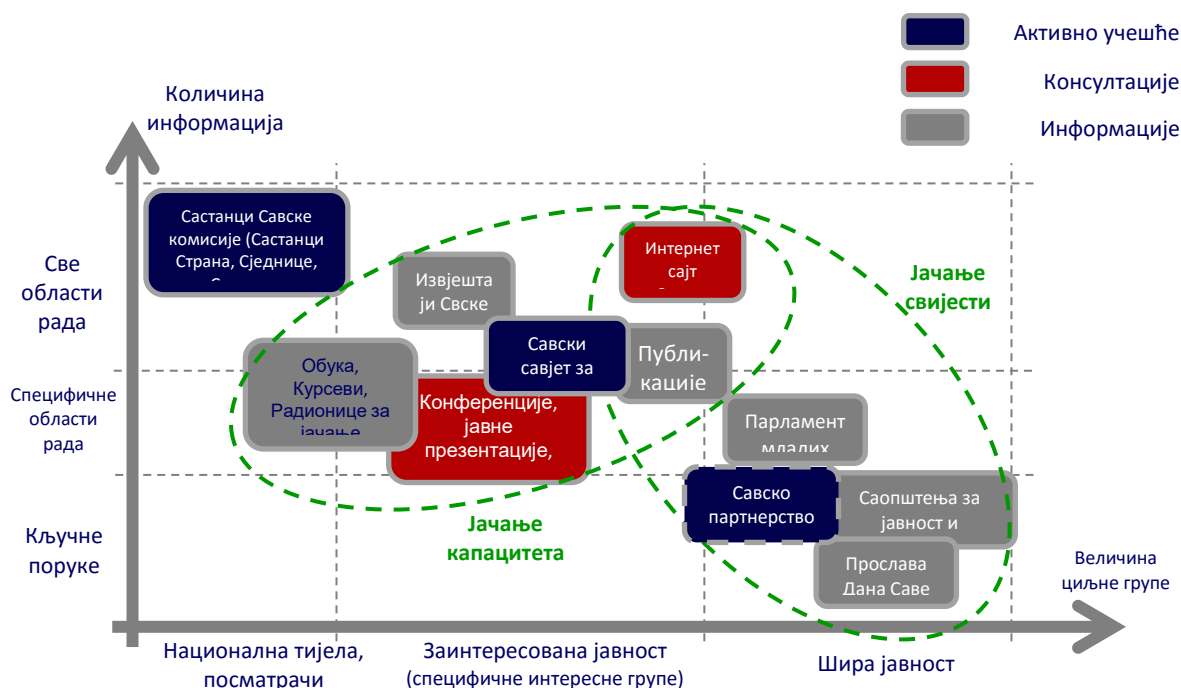 Активно учешће
Консултације
Информације
Количина
информација
Састанци Савске
комисије (Састанци
Страна, Сједнице,
Све
области
рада
Извјешта
ји Свске
Интернет
сајт
Јачање
свијести
Савски
савјет за
Публи-
кације
Обука,
Курсеви,
Радионице за
јачање
Специфичне
области
рада
Конференције,
јавне
презентације,
Парламент
младих
Савско
партнерство
Саопштења за
јавност и
Јачање
капацитета
Кључне
поруке
Прослава
Дана Саве
Величина
циљне групе
Национална тијела,
посматрачи
Заинтересована јавност
(специфичне интересне групе)
Шира јавност